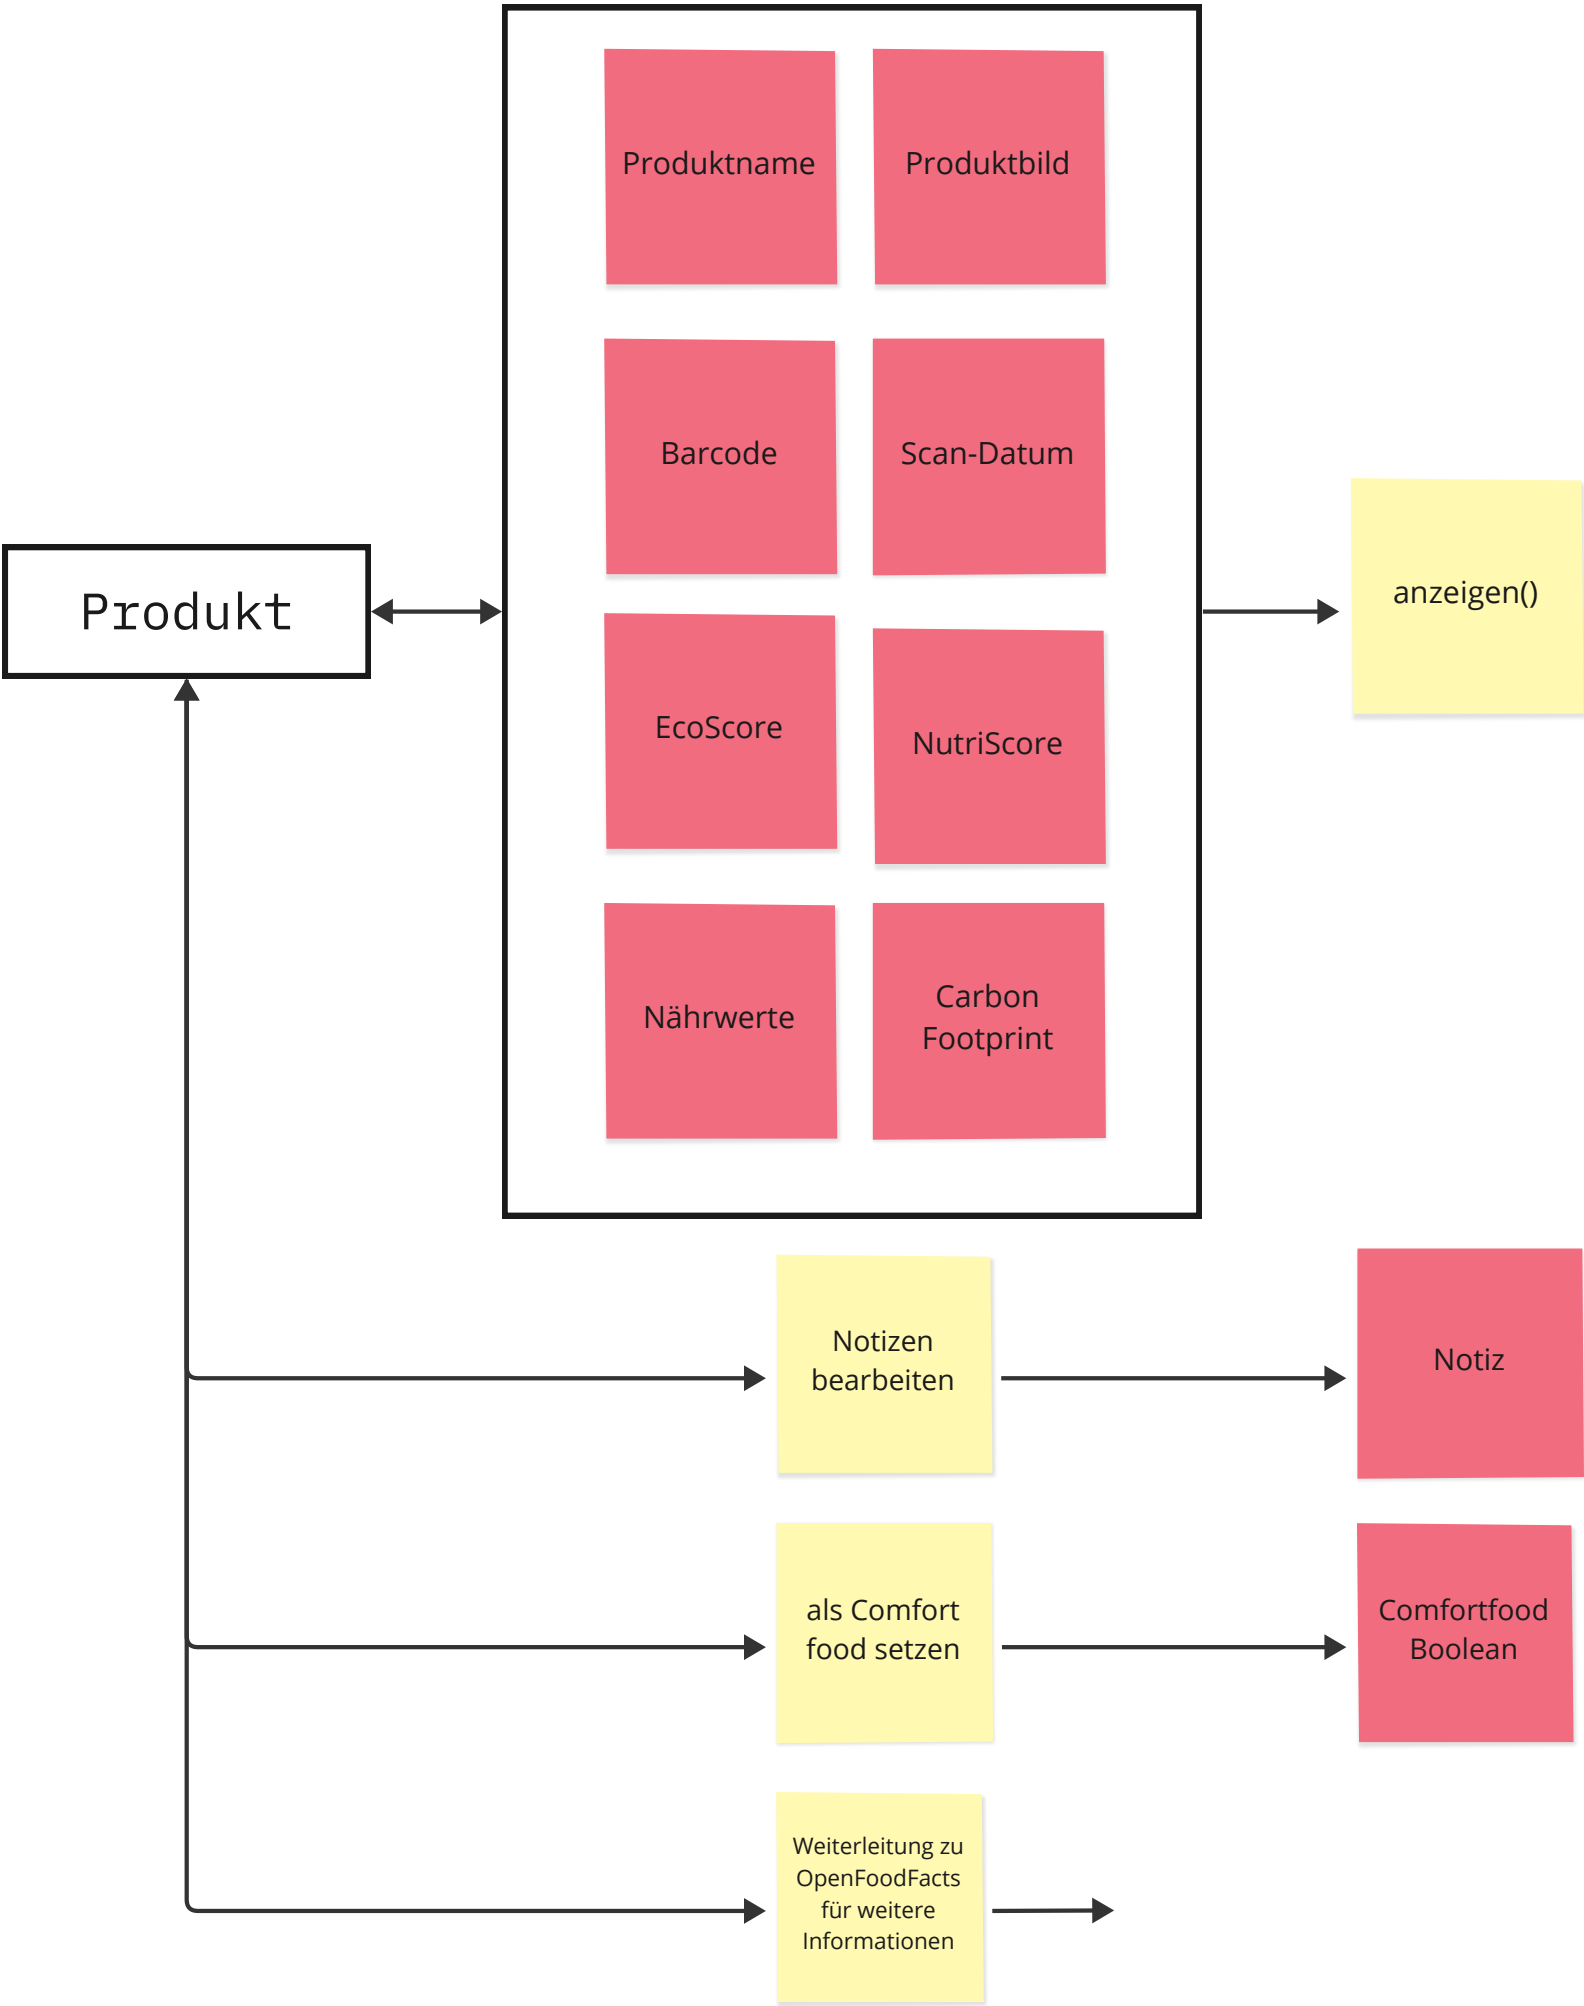 Produktname
Produktbild
Barcode
Scan-Datum
anzeigen()
Produkt
EcoScore
NutriScore
Nährwerte
Carbon
Footprint
Notizen
bearbeiten
Notiz
als Comfort
food setzen
Comfortfood
Boolean
Weiterleitung zu
OpenFoodFacts
für weitere
Informationen